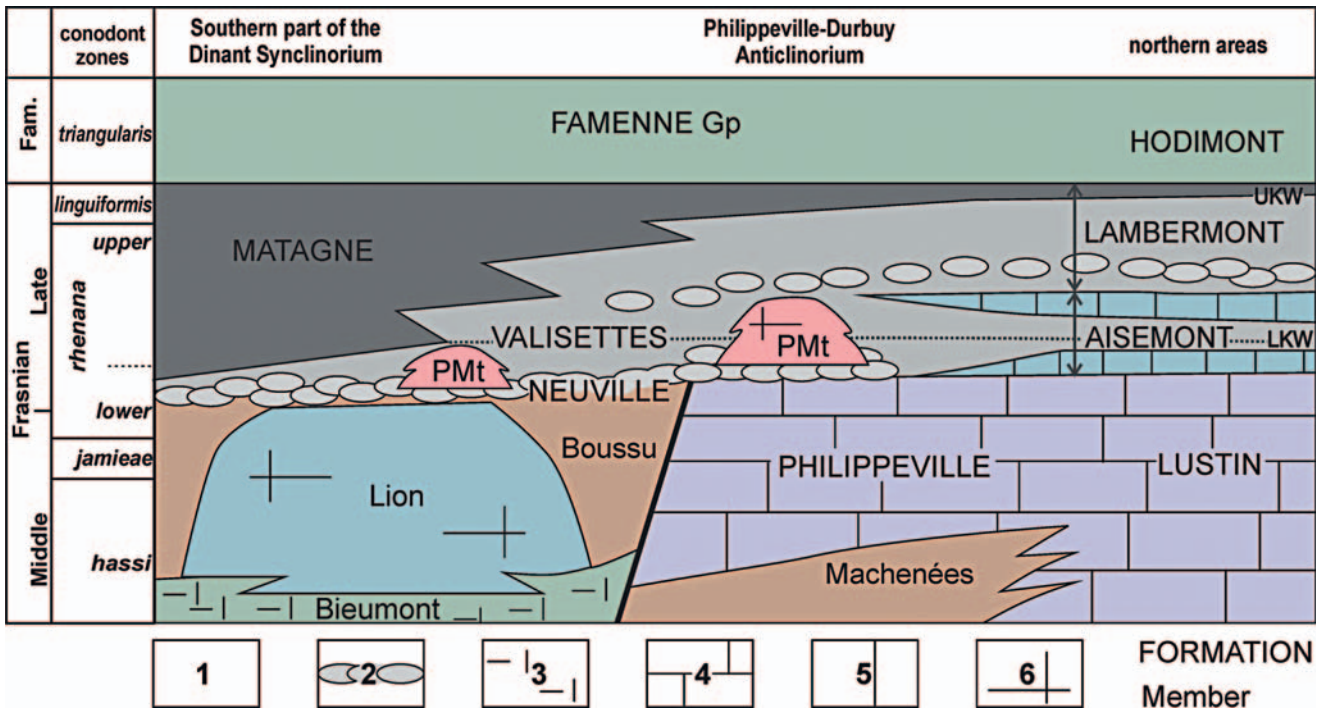 conodont
zones
Southern part of the
Dinant Synclinorium
Philippeville-Durbuy
Anticlinorium
northern areas
Fam.
triangularis
FAMENNE Gp
HODIMONT
Frasnian
Late
Middle
linguiformis
upper
rhenana
lower
jamieae
hassi
UKW
MATAGNE
LAMBERMONT
VALISETTES
AISEMONT
LKW
PMt
PMt
NEUVILLE
Boussu
PHILIPPEVILLE
LUSTIN
Lion
Machenées
Bieumont
1
2
3
4
5
6
FORMATION
Member